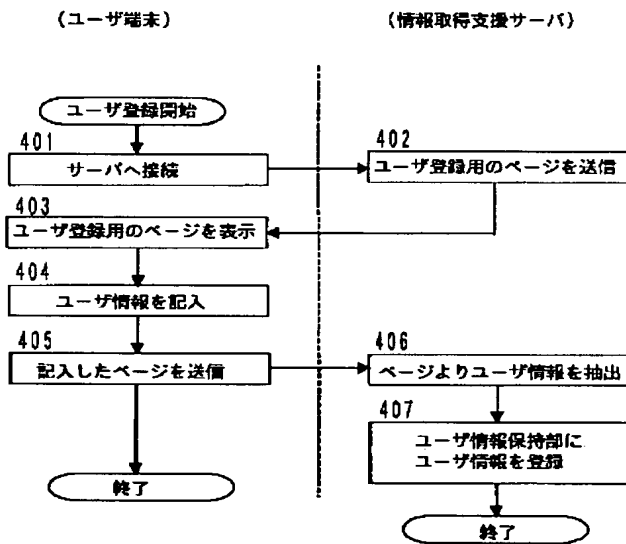 (ユーザ端末)
(情報取得支援サーバ)
ユーザ登録開始
401
サーバへ接続
402
ユーザ登録用のページを送信
403
ユーザ登録用のページを表示
404
ユーザ情報を記入
405
記入したページを送信
406
ページよりユーザ情報を抽出
407
ユーザ情報保持部に
ユーザ情報を登録
終了
終了